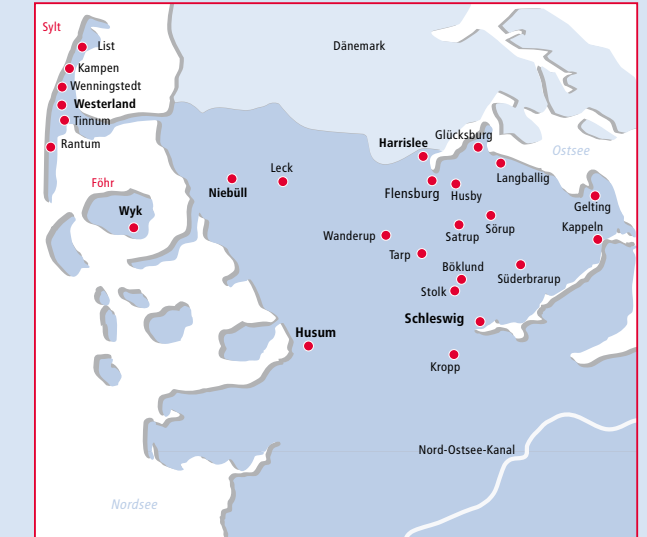 Sylt
List
Dänemark
Kampen
Wenningstedt
Westerland
Tinnum
Rantum
Glücksburg
Harrislee
Ostsee
Leck
Langballig
Föhr
Niebüll
Flensburg
Husby
Gelting
Wyk
Sörup
Kappeln
Wanderup
Satrup
Tarp
Böklund
Süderbrarup
Stolk
Schleswig
Husum
Kropp
Nord-Ostsee-Kanal
Nordsee